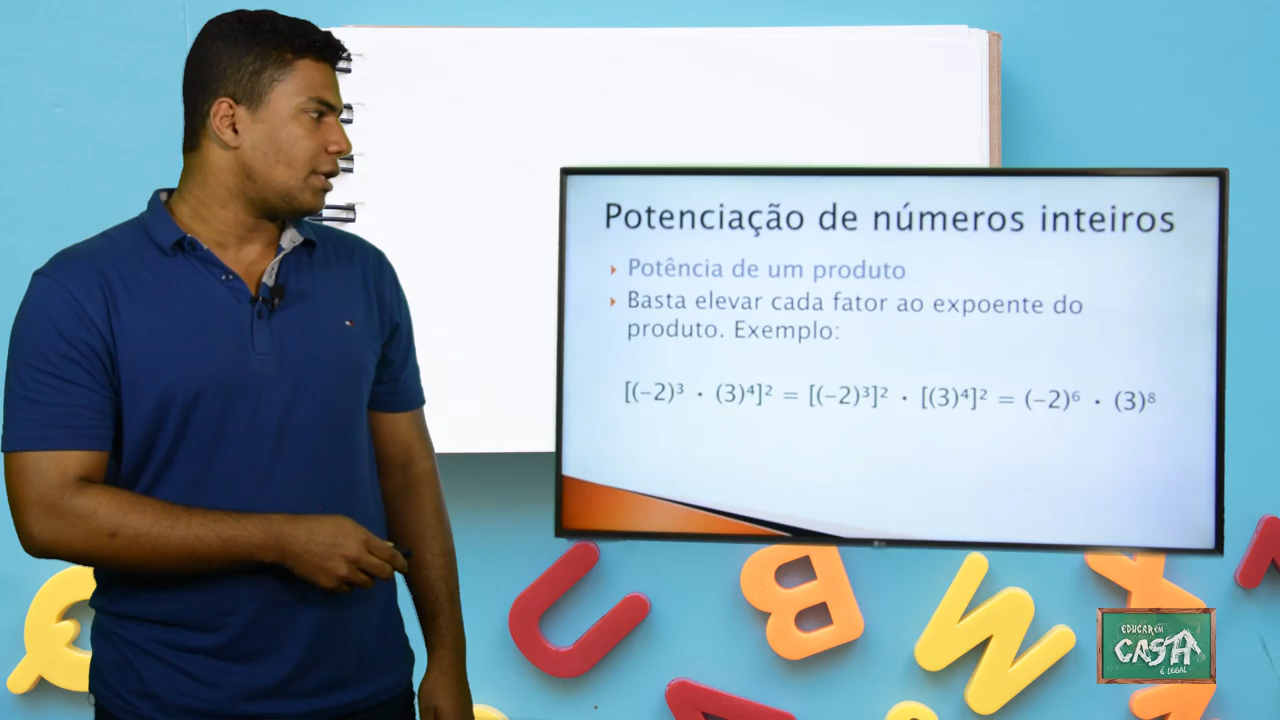 Potenciação de números inteiros
Potência de um produto
Basta elevar cada fator ao expoente do
produto. Exemplo:
[(−2)³ · (3)⁴]² = [(−2)³]² · [(3)⁴]² = (−2)⁶ · (3)⁸
U B W X
EDUCAR EM
CASA
É LEGAL